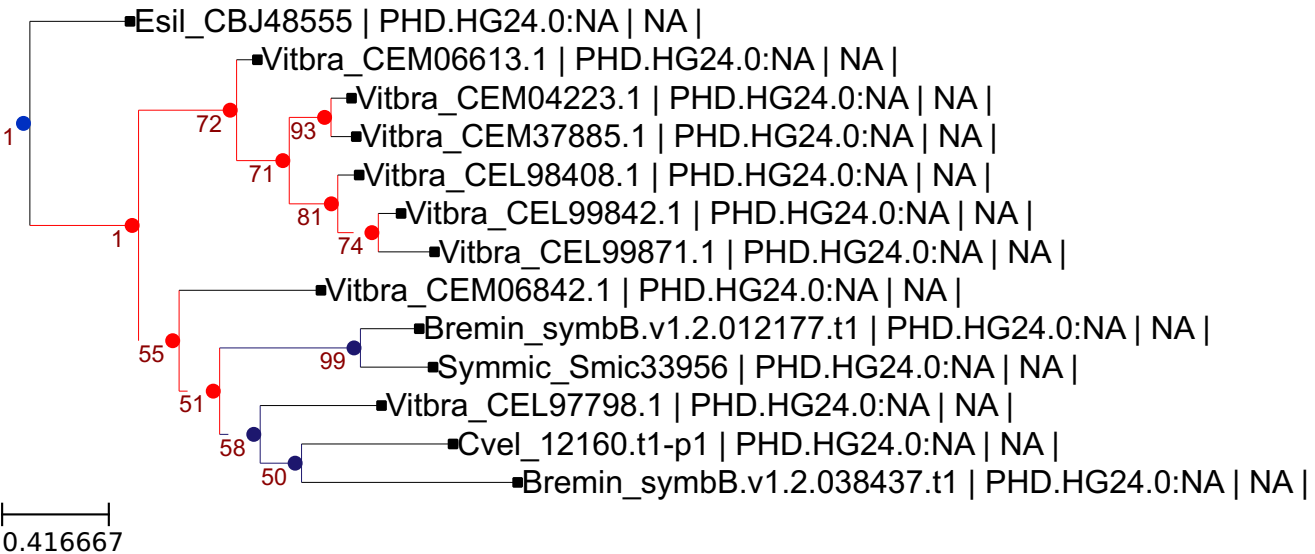 Esil_CBJ48555 | PHD.HG24.0:NA | NA |
Vitbra_CEM06613.1 | PHD.HG24.0:NA | NA |
Vitbra_CEM04223.1 | PHD.HG24.0:NA | NA |
1
72
93
Vitbra_CEM37885.1 | PHD.HG24.0:NA | NA |
71
Vitbra_CEL98408.1 | PHD.HG24.0:NA | NA |
81
Vitbra_CEL99842.1 | PHD.HG24.0:NA | NA |
1
74
Vitbra_CEL99871.1 | PHD.HG24.0:NA | NA |
Vitbra_CEM06842.1 | PHD.HG24.0:NA | NA |
Bremin_symbB.v1.2.012177.t1 | PHD.HG24.0:NA | NA |
55
99
Symmic_Smic33956 | PHD.HG24.0:NA | NA |
51
Vitbra_CEL97798.1 | PHD.HG24.0:NA | NA |
58
Cvel_12160.t1-p1 | PHD.HG24.0:NA | NA |
50
Bremin_symbB.v1.2.038437.t1 | PHD.HG24.0:NA | NA |
0.416667